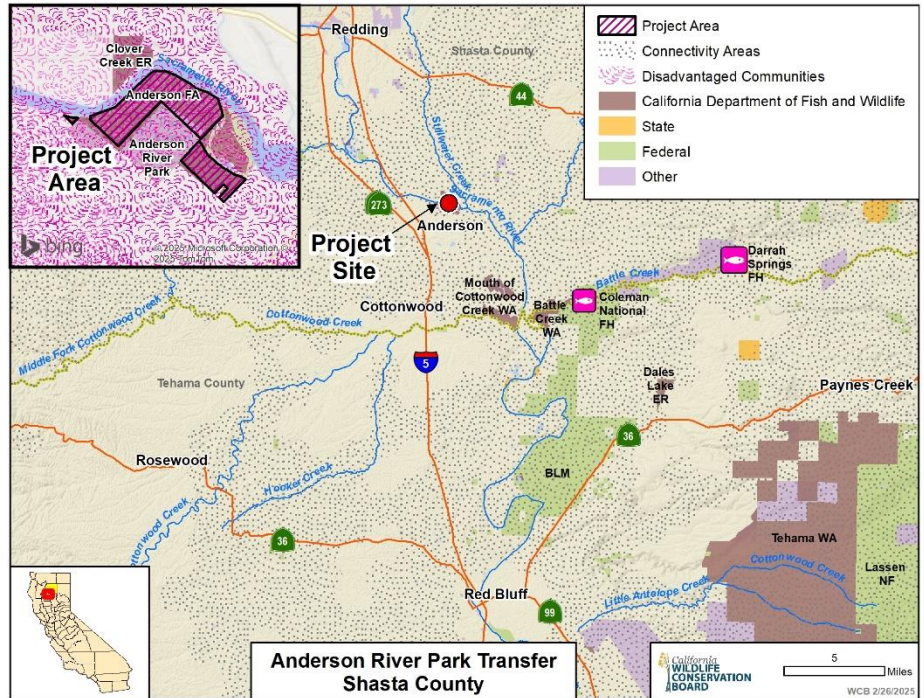 Clover
Creek ER
Sacramento River
Anderson FA
Anderson
River
Park
Project
Area
bing
© 2025 Microsoft Corporation ©
2025 TomTom
Redding
Shasta County
44
Stillwater Creek
Sacramento River
273
Project
Site
Anderson
Project Area
Connectivity Areas
Disadvantaged Communities
California Department of Fish and Wildlife
State
Federal
Other
Darrah
Springs
FH
Battle Creek
Coleman
National
FH
Mouth of
Cottonwood
Creek WA
Battle
Creek
WA
Cottonwood
Cottonwood Creek
Middle Fork Cottonwood Creek
Tehama County
5
Dales
Lake
ER
Paynes Creek
36
Rosewood
Hooker Creek
Cottonwood Creek
36
BLM
Tehama WA
Cottonwood Creek
Lassen
NF
Little Antelope Creek
Red Bluff
99
Anderson River Park Transfer
Shasta County
California
WILDLIFE
CONSERVATION
BOARD
5
Miles
WCB 2/26/2025